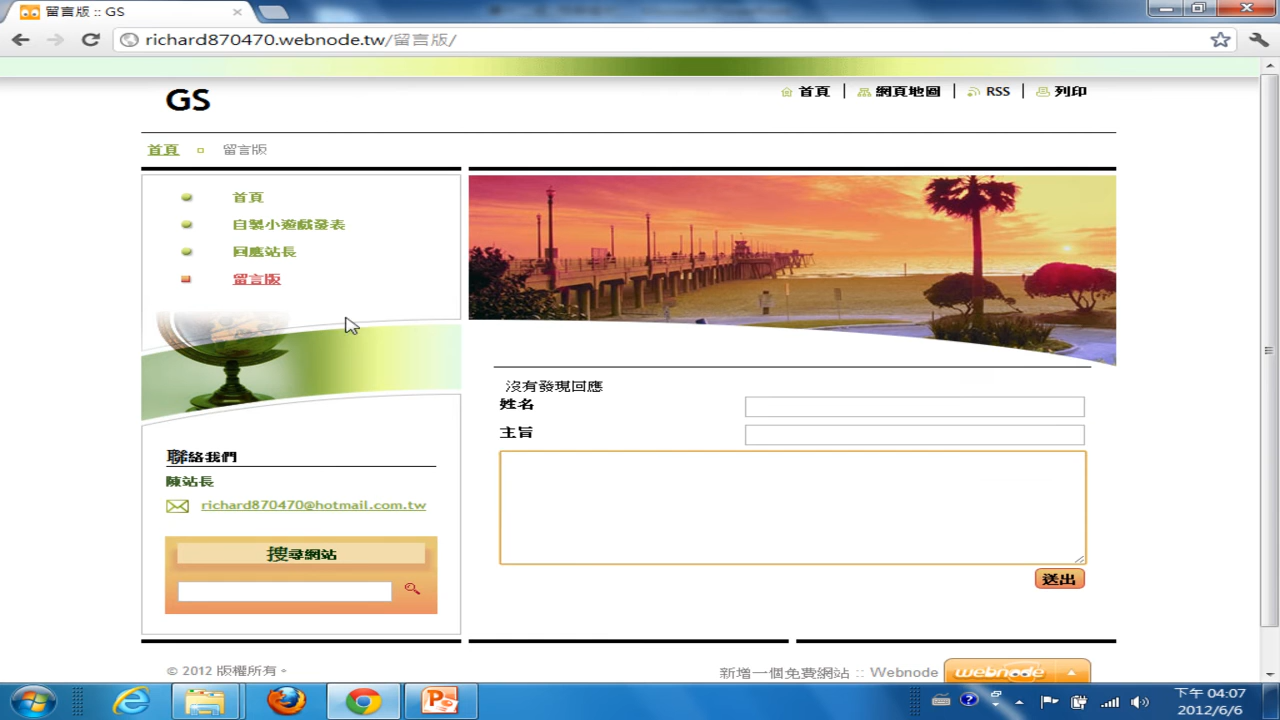 留言版 :: GS
richard870470.webnode.tw/留言版/
GS
首頁 | 網頁地圖 | RSS | 列印
首頁 留言版
首頁
自製小遊戲發表
回應站長
留言版
沒有發現回應
姓名
主旨
送出
聯絡我們
陳站長
richard870470@hotmail.com.tw
搜尋網站
© 2012 版權所有。
新增一個免費網站 :: Webnode
webnode
下午 04:07
2012/6/6